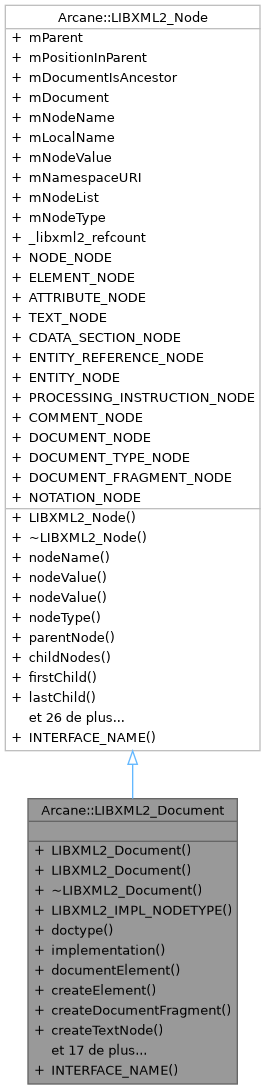 Arcane::LIBXML2_Node
+ mParent
+ mPositionInParent
+ mDocumentIsAncestor
+ mDocument
+ mNodeName
+ mLocalName
+ mNodeValue
+ mNamespaceURI
+ mNodeList
+ mNodeType
+ _libxml2_refcount
+ NODE_NODE
+ ELEMENT_NODE
+ ATTRIBUTE_NODE
+ TEXT_NODE
+ CDATA_SECTION_NODE
+ ENTITY_REFERENCE_NODE
+ ENTITY_NODE
+ PROCESSING_INSTRUCTION_NODE
+ COMMENT_NODE
+ DOCUMENT_NODE
+ DOCUMENT_TYPE_NODE
+ DOCUMENT_FRAGMENT_NODE
+ NOTATION_NODE
+ LIBXML2_Node()
+ ~LIBXML2_Node()
+ nodeName()
+ nodeValue()
+ nodeValue()
+ nodeType()
+ parentNode()
+ childNodes()
+ firstChild()
+ lastChild()
et 26 de plus...
+ INTERFACE_NAME()
Arcane::LIBXML2_Document
+ LIBXML2_Document()
+ LIBXML2_Document()
+ ~LIBXML2_Document()
+ LIBXML2_IMPL_NODETYPE()
+ doctype()
+ implementation()
+ documentElement()
+ createElement()
+ createDocumentFragment()
+ createTextNode()
et 17 de plus...
+ INTERFACE_NAME()